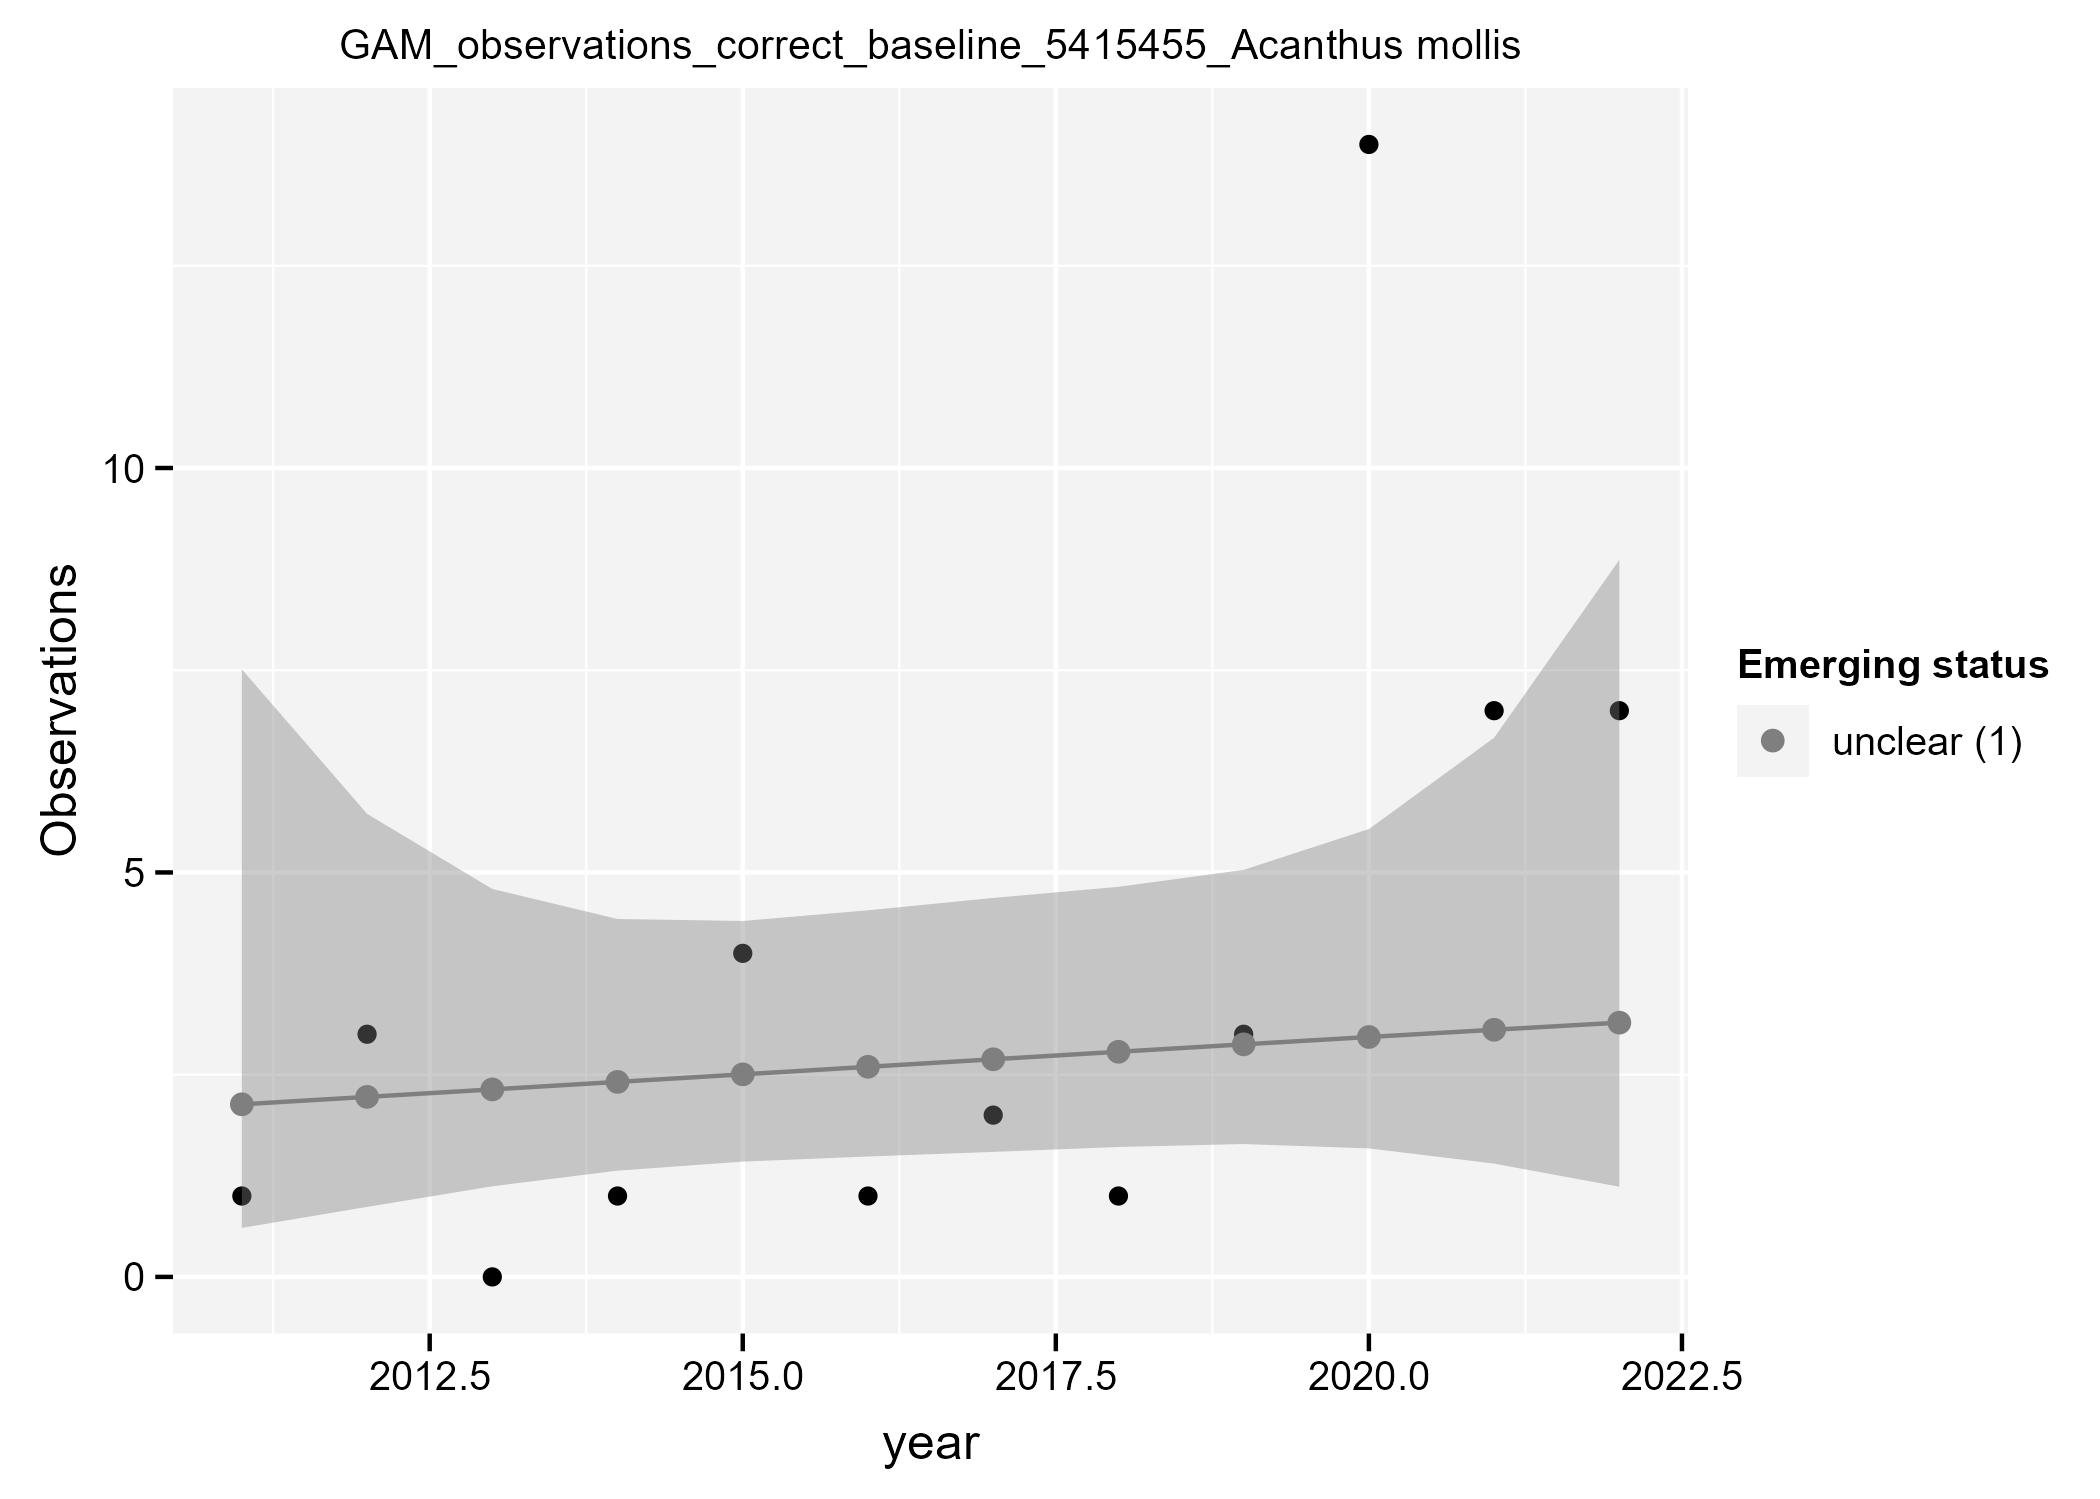 GAM_observations_correct_baseline_5415455_Acanthus mollis
Observations
10
5
0
2012.5 2015.0 2017.5 2020.0 2022.5
year
Emerging status
unclear (1)